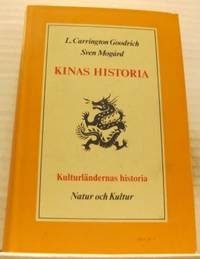 L. Carrington Goodrich
Sven Mogård
KINAS HISTORIA
Kulturländernas historia
Natur och Kultur